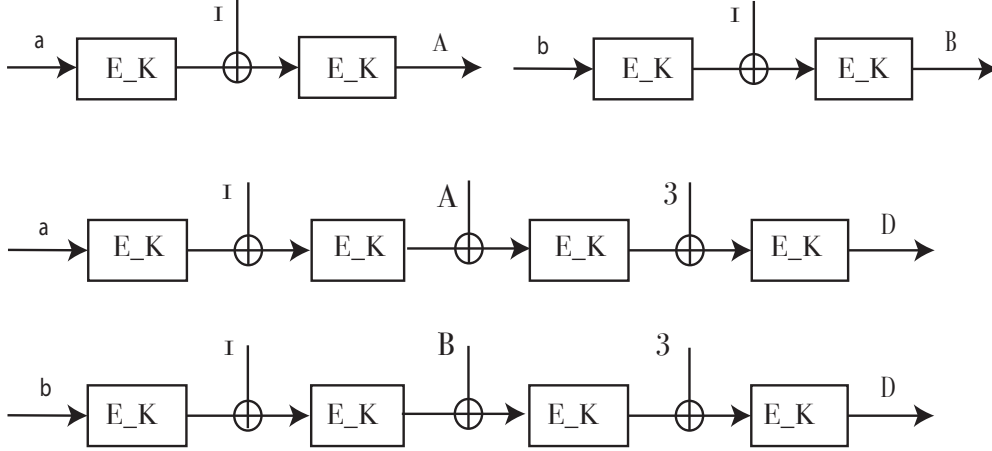 I I
a E_K E_K A b E_K E_K B
I A 3
a E_K E_K E_K E_K D
I B 3
b E_K E_K E_K E_K D